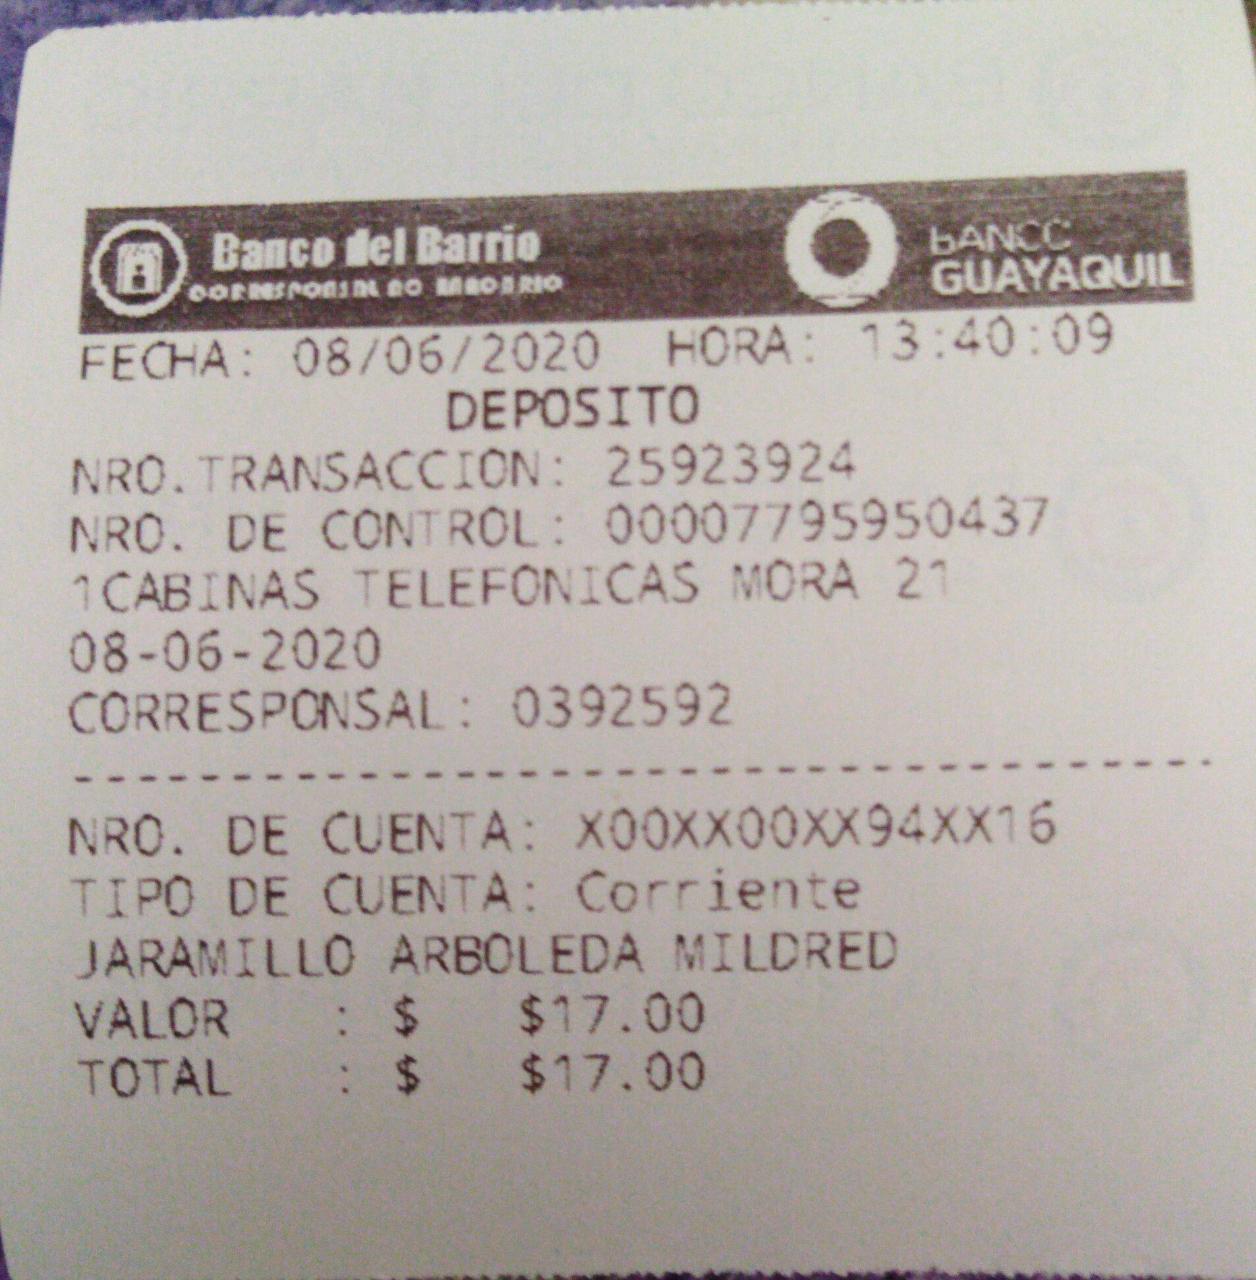 Banco del Barrio
CORRESPONSAL NO BANCARIO
BANCO
GUAYAQUIL
FECHA: 08/06/2020 HORA: 13:40:09
DEPOSITO
NRO.TRANSACCION: 25923924
NRO. DE CONTROL: 00007795950437
1CABINAS TELEFONICAS MORA 21
08-06-2020
CORRESPONSAL: 0392592
---------------------------------------
NRO. DE CUENTA: X00XX00XX94XX16
TIPO DE CUENTA: Corriente
JARAMILLO ARBOLEDA MILDRED
VALOR : $ $17.00
TOTAL : $ $17.00